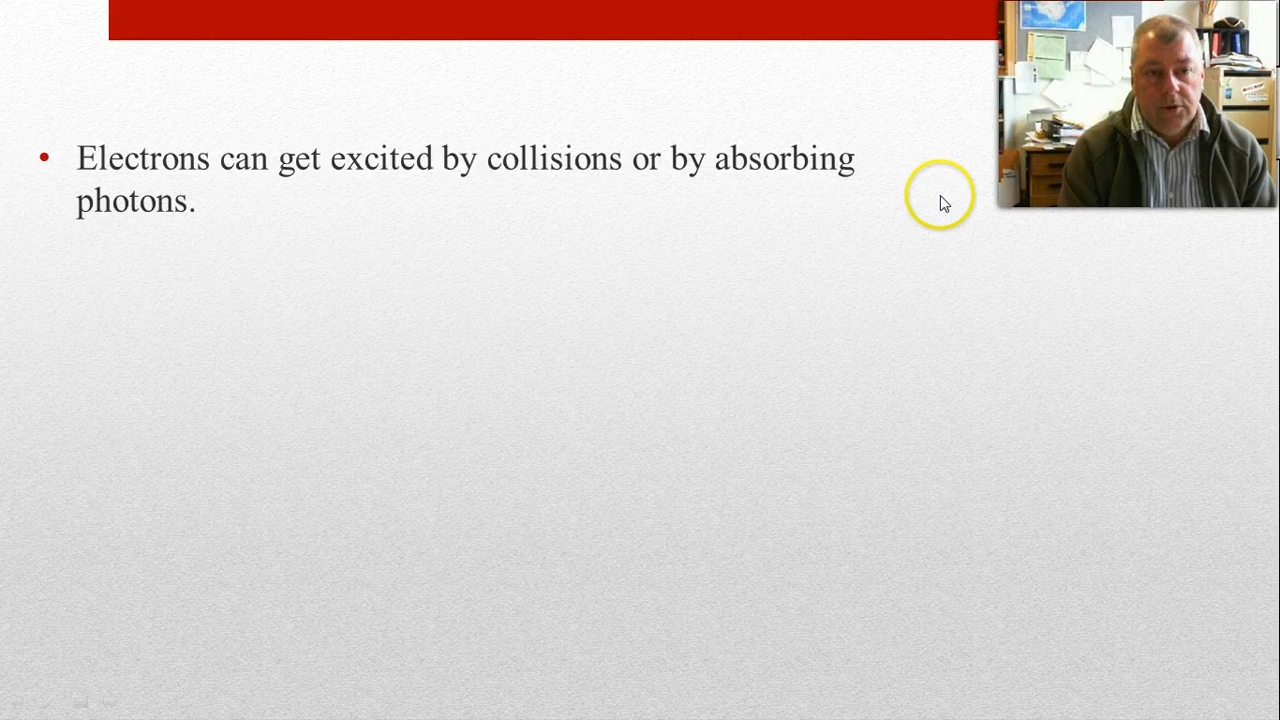 • Electrons can get excited by collisions or by absorbing
photons.